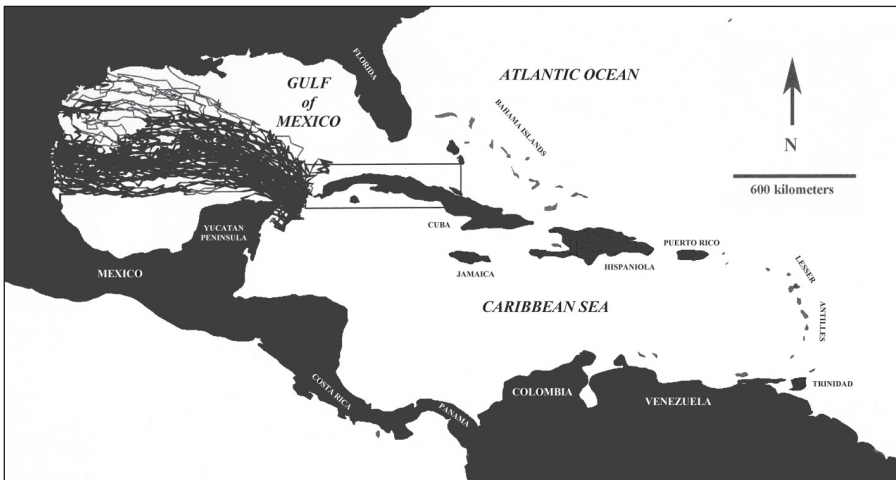 FLORIDA
GULF
of
MEXICO
ATLANTIC OCEAN
BAHAMA ISLANDS
N
600 kilometers
YUCATAN
PENINSULA
CUBA
MEXICO
JAMAICA
HISPANIOLA
PUERTO RICO
LESSER
ANTILLES
CARIBBEAN SEA
COSTA RICA
PANAMA
COLOMBIA
VENEZUELA
TRINIDAD